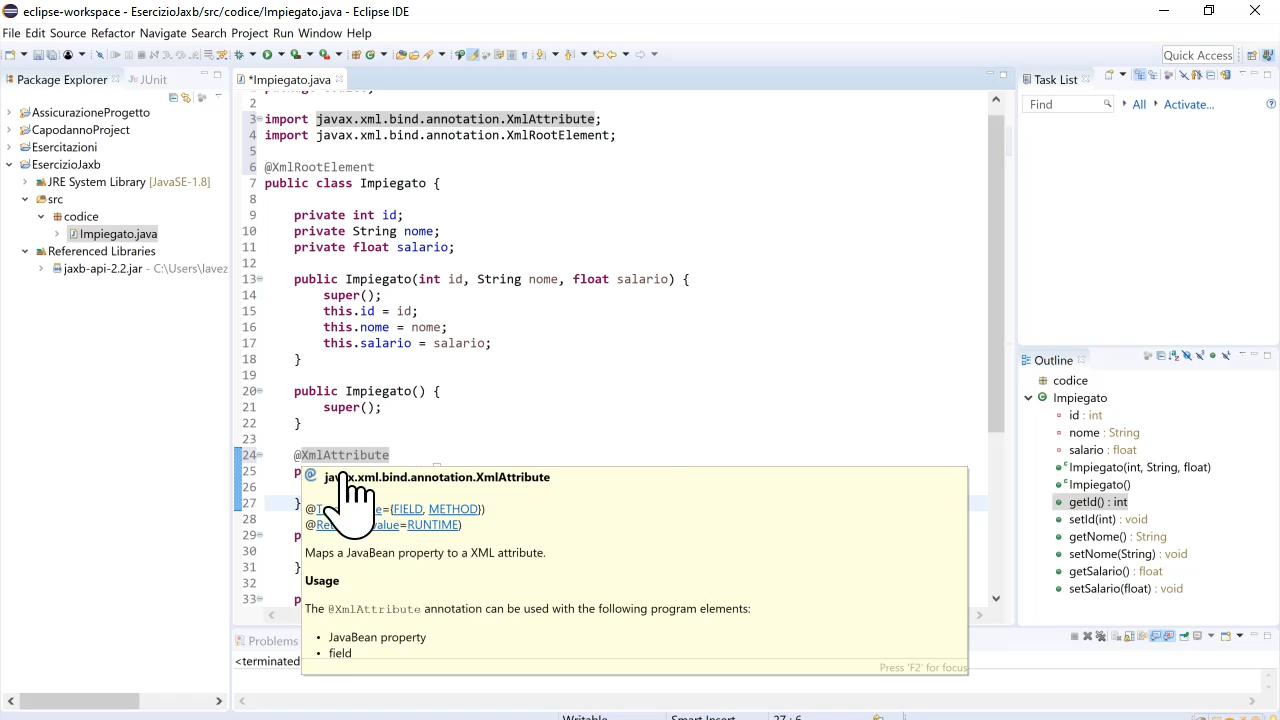 eclipse-workspace - EsercizioJaxb/src/codice/Impiegato.java - Eclipse IDE
File Edit Source Refactor Navigate Search Project Run Window Help
Quick Access
Package Explorer
JUnit
AssicurazioneProgetto
CapodannoProject
Esercitazioni
EsercizioJaxb
JRE System Library [JavaSE-1.8]
src
codice
Impiegato.java
Referenced Libraries
jaxb-api-2.2.jar - C:\Users\lavez
*Impiegato.java
2
3 import javax.xml.bind.annotation.XmlAttribute;
4 import javax.xml.bind.annotation.XmlRootElement;
5
6 @XmlRootElement
7 public class Impiegato {
8
9 private int id;
10 private String nome;
11 private float salario;
12
13 public Impiegato(int id, String nome, float salario) {
14 super();
15 this.id = id;
16 this.nome = nome;
17 this.salario = salario;
18 }
19
20 public Impiegato() {
21 super();
22 }
23
24 @XmlAttribute
25 p
26
27 }
28
29 p
30
31 }
32
33 p
javax.xml.bind.annotation.XmlAttribute
={FIELD, METHOD})
value=RUNTIME)
Maps a JavaBean property to a XML attribute.
Usage
The @XmlAttribute annotation can be used with the following program elements:
• JavaBean property
• field
Press 'F2' for focus
Problems
<terminated
Task List
Find
All
Activate...
Outline
codice
Impiegato
id : int
nome : String
salario : float
Impiegato(int, String, float)
Impiegato()
getId() : int
setId(int) : void
getNome() : String
setNome(String) : void
getSalario() : float
setSalario(float) : void
Writable
Smart Insert
27 : 6